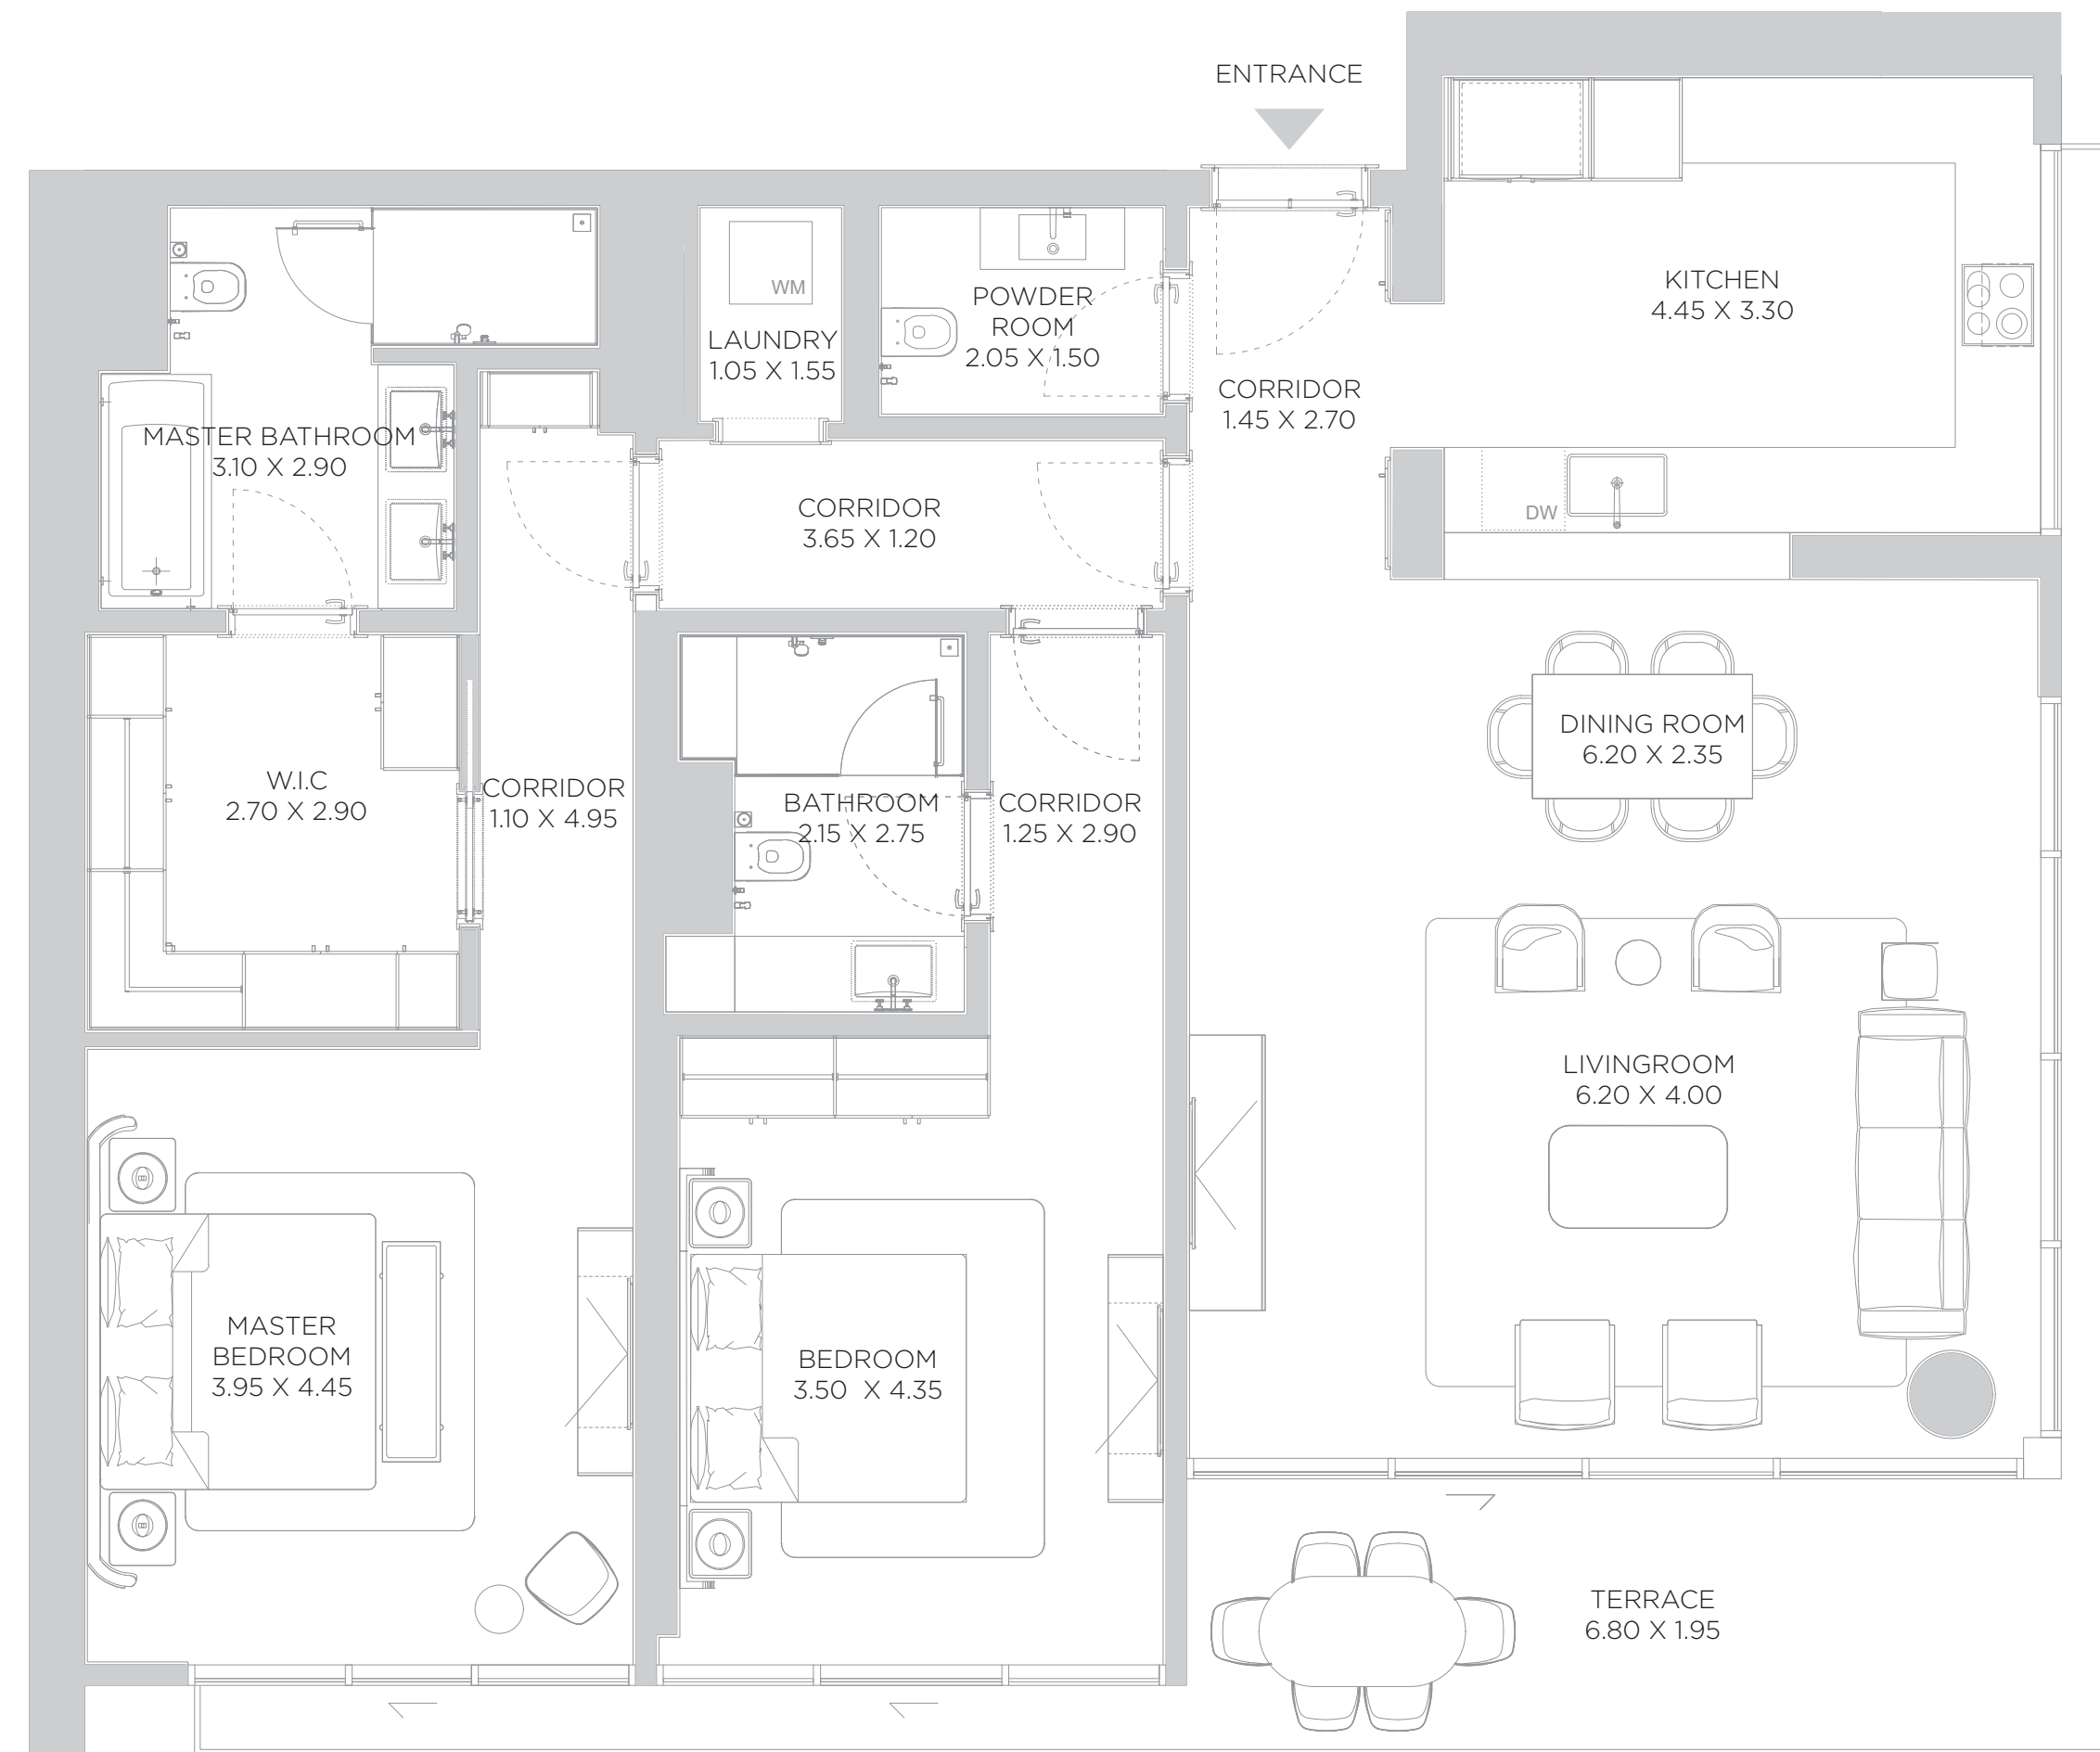 ENTRANCE
KITCHEN
4.45 X 3.30
POWDER
ROOM
2.05 X 1.50
WM
LAUNDRY
1.05 X 1.55
CORRIDOR
1.45 X 2.70
MASTER BATHROOM
3.10 X 2.90
CORRIDOR
3.65 X 1.20
DW
DINING ROOM
6.20 X 2.35
W.I.C
2.70 X 2.90
CORRIDOR
1.10 X 4.95
BATHROOM
2.15 X 2.75
CORRIDOR
1.25 X 2.90
LIVINGROOM
6.20 X 4.00
MASTER
BEDROOM
3.95 X 4.45
BEDROOM
3.50 X 4.35
TERRACE
6.80 X 1.95